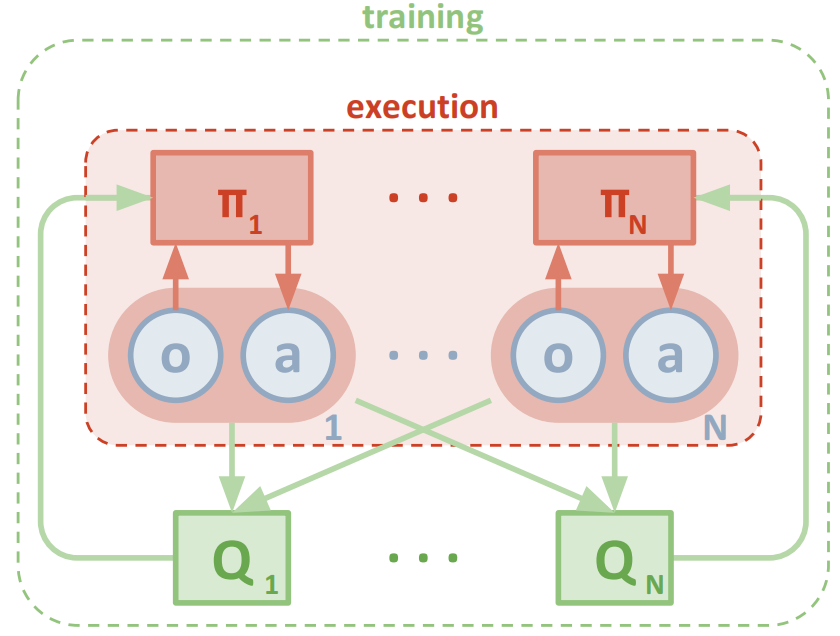 training
execution
π1 . . . πN
o a . . . o a
1 N
Q1 . . . QN